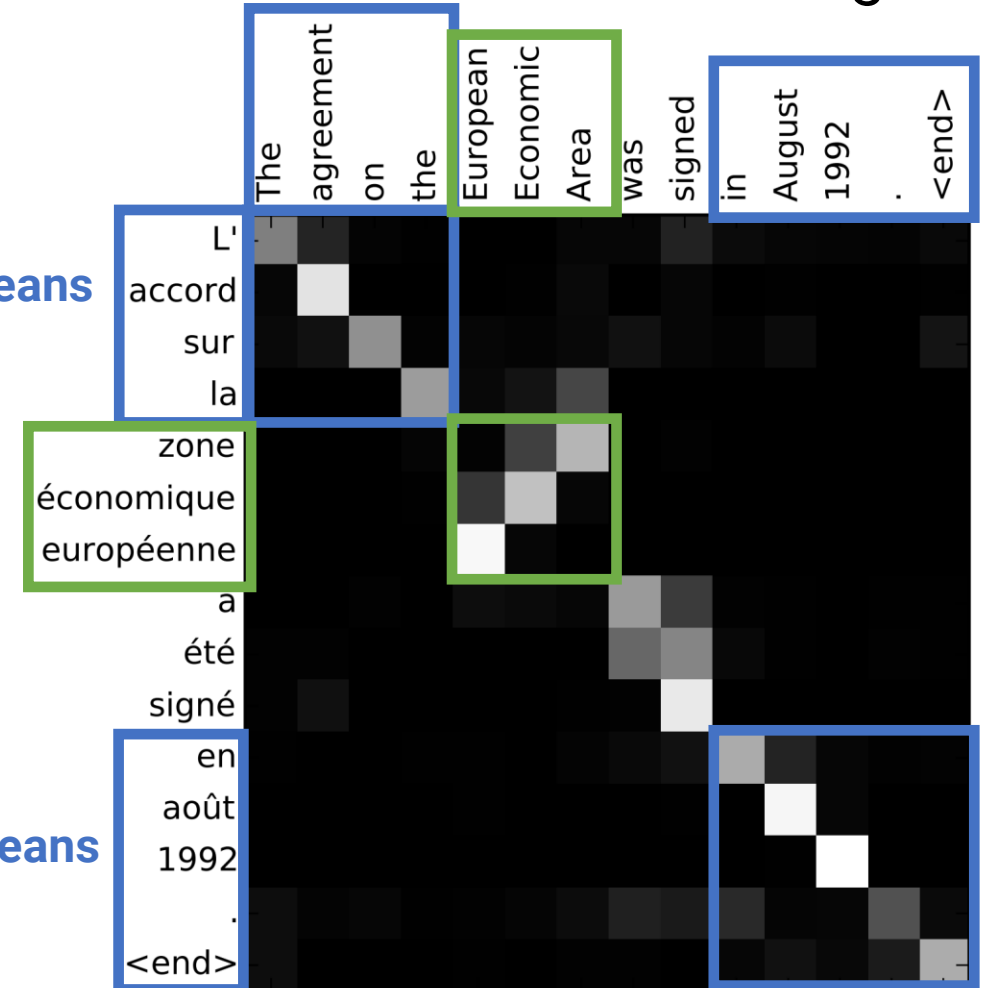 The
agreement
on
the
European
Economic
Area
was
signed
in
August
1992
.
<end>
L'
accord
sur
la
zone
économique
européenne
a
été
signé
en
août
1992
.
<end>
eans
eans